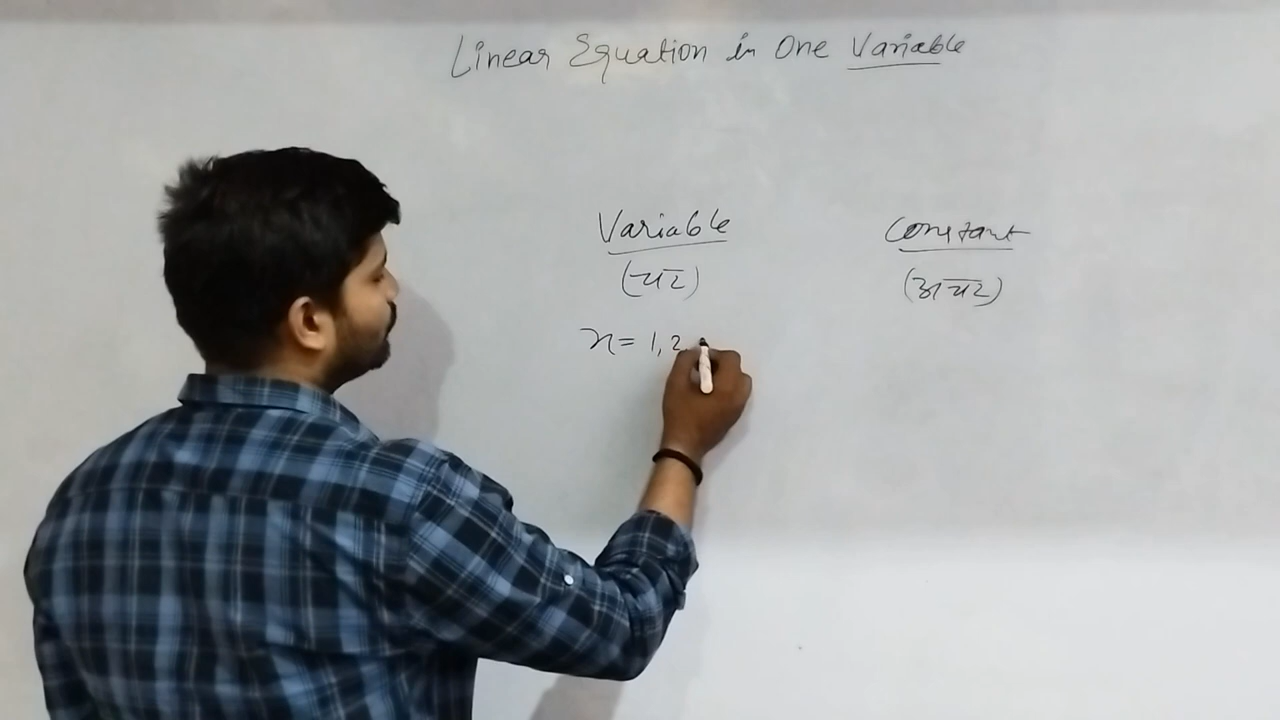 Linear Equation in One Variable
Variable Constant
(चर) (अचर)
x = 1, 2,